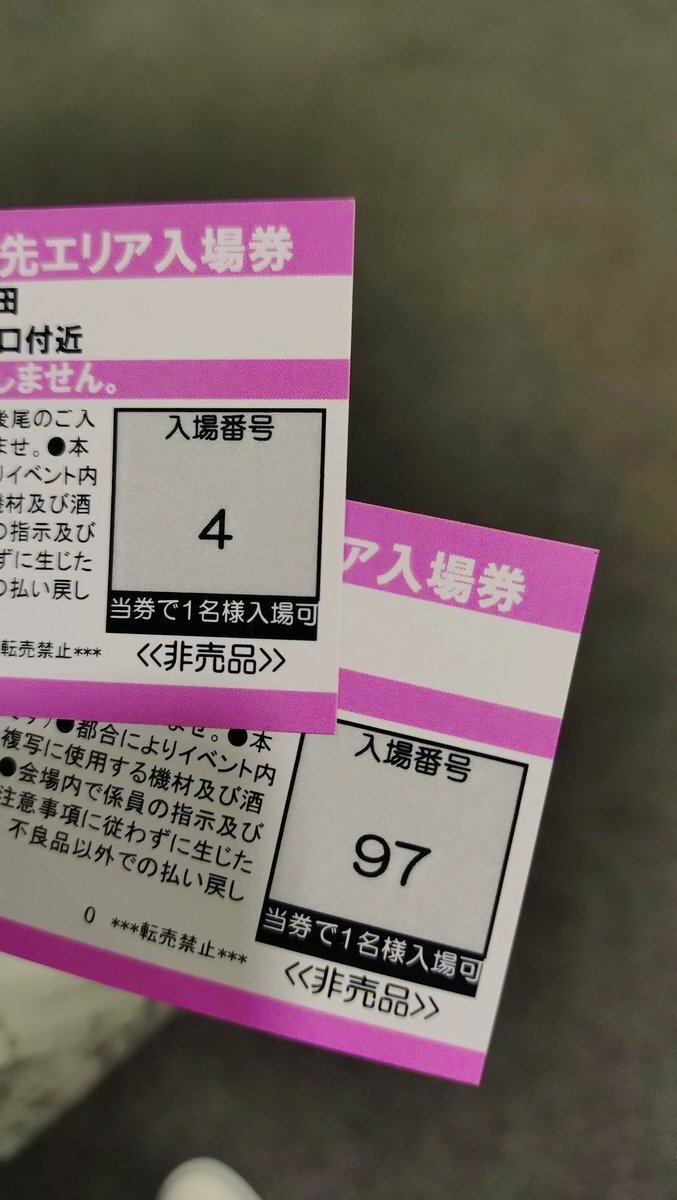 先エリア入場券
田
口付近
しません。
後尾のご入
ませ。●本
りイベント内
機材及び酒
の指示及び
ずに生じた
の払い戻し
転売禁止***
入場番号
4
当券で1名様入場可
<<非売品>>
ア入場券
ませ。●本
●都合によりイベント内
複写に使用する機材及び酒
●会場内で係員の指示及び
注意事項に従わずに生じた
不良品以外での払い戻し
0 ***転売禁止***
入場番号
97
当券で1名様入場可
<<非売品>>